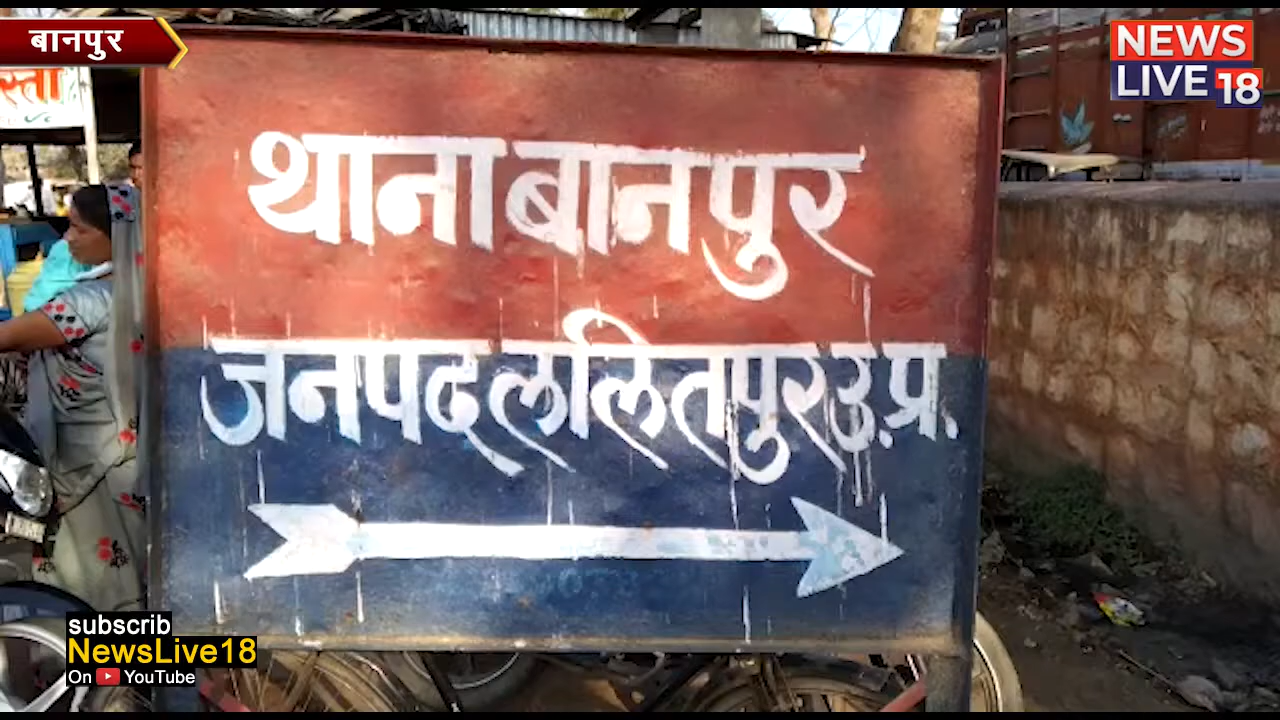 बानपुर
NEWS
LIVE 18
थाना बानपुर
जनपद ललितपुर उ.प्र.
subscrib
NewsLive18
On YouTube